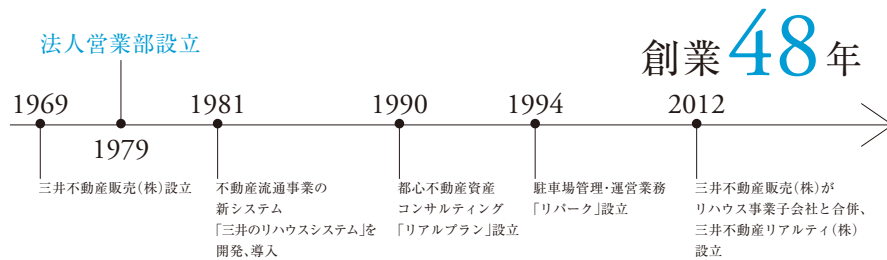 法人営業部設立
創業48年
1969
1979
1981
1990
1994
2012
三井不動産販売(株)設立
不動産流通事業の
新システム
「三井のリハウスシステム」を
開発、導入
都心不動産資産
コンサルティング
「リアルプラン」設立
駐車場管理・運営業務
「リパーク」設立
三井不動産販売(株)が
リハウス事業子会社と合併、
三井不動産リアルティ(株)
設立